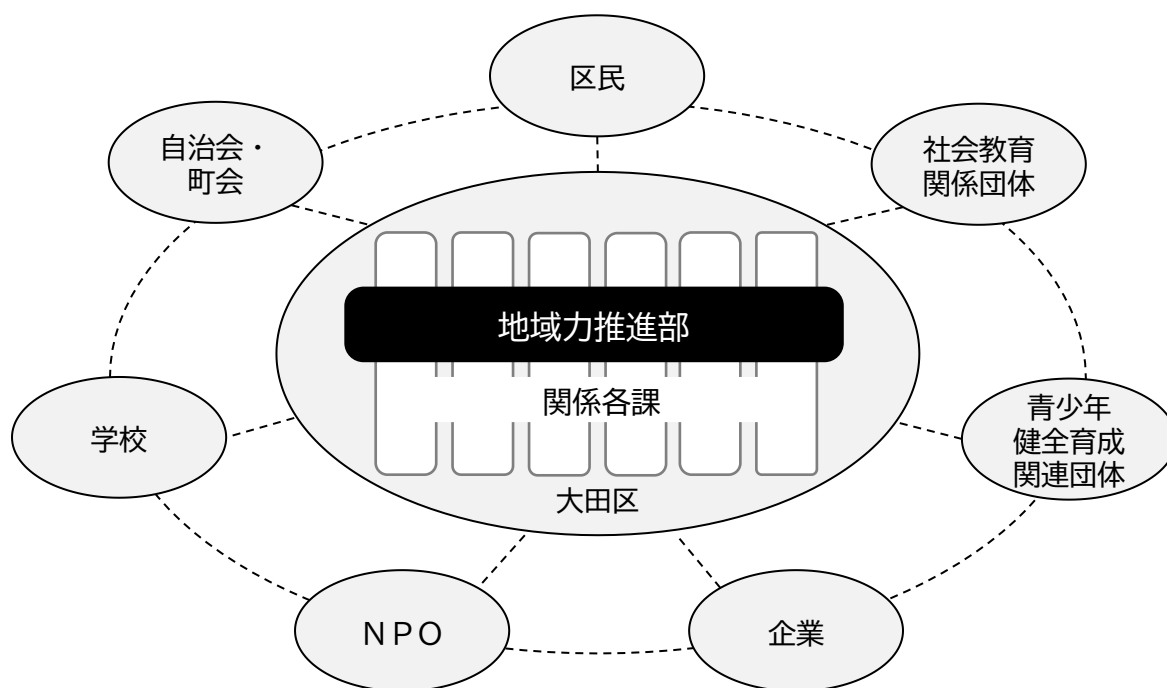 区民
自治会・
町会
社会教育
関係団体
地域力推進部
関係各課
大田区
学校
青少年
健全育成
関連団体
ＮＰＯ
企業